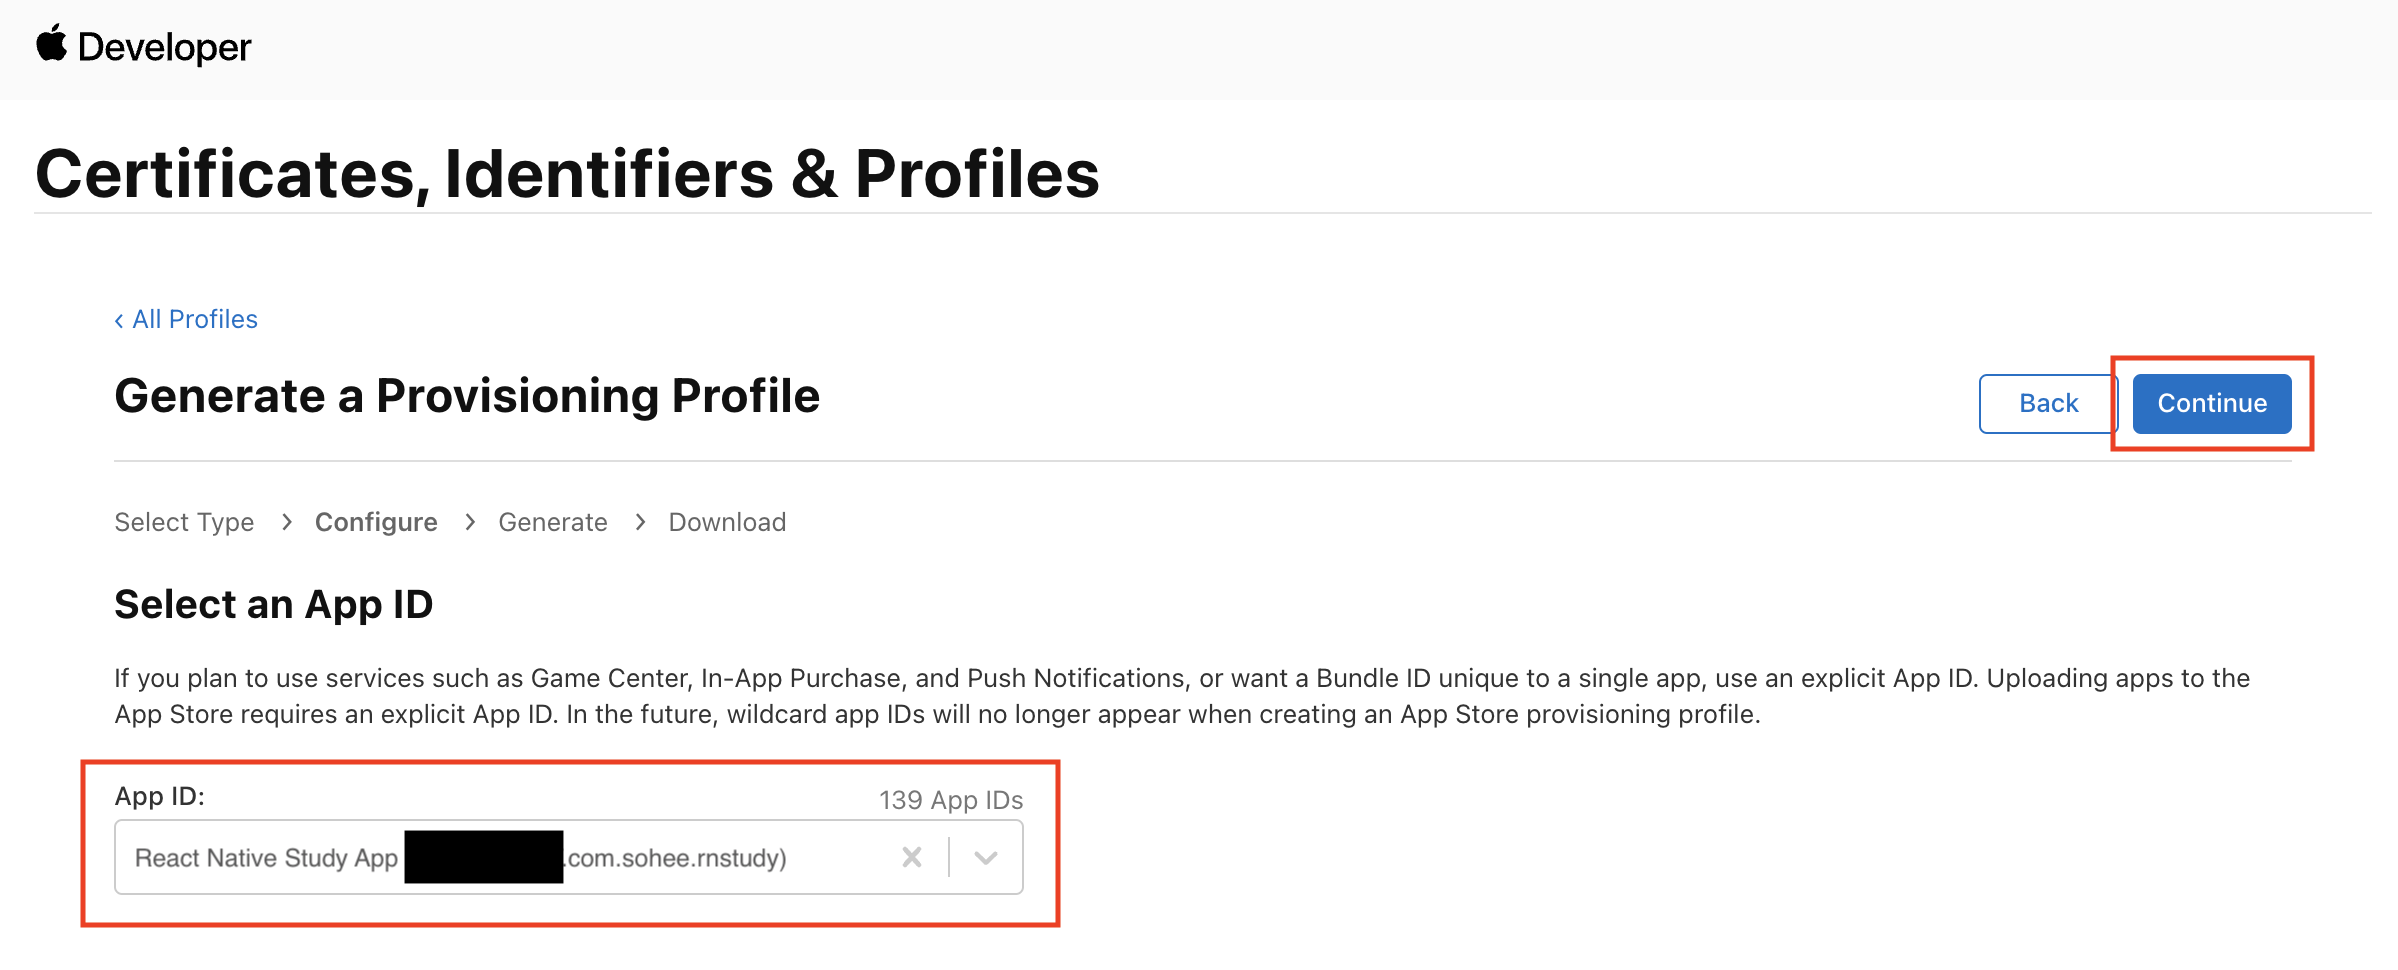 Developer
Certificates, Identifiers & Profiles
‹ All Profiles
Generate a Provisioning Profile
Back
Continue
Select Type > Configure > Generate > Download
Select an App ID
If you plan to use services such as Game Center, In-App Purchase, and Push Notifications, or want a Bundle ID unique to a single app, use an explicit App ID. Uploading apps to the
App Store requires an explicit App ID. In the future, wildcard app IDs will no longer appear when creating an App Store provisioning profile.
App ID:
139 App IDs
React Native Study App .com.sohee.rnstudy)